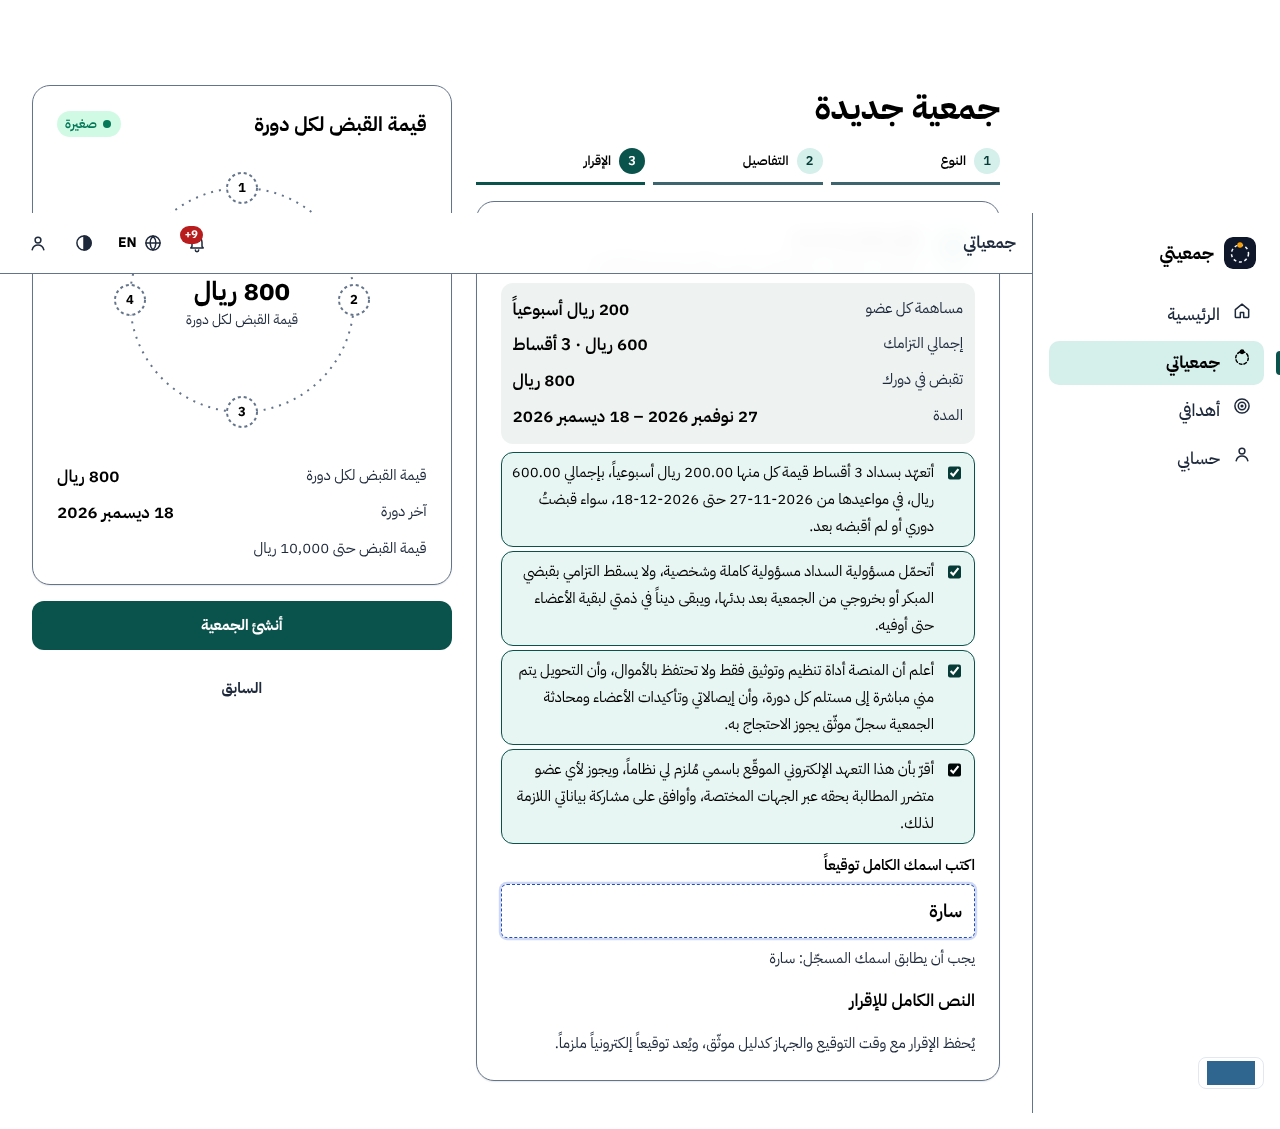 جمعيتي
الرئيسية
جمعياتي
أهدافي
حسابي
جمعياتي
+9
EN
جمعية جديدة
1 النوع
2 التفاصيل
3 الإقرار
مساهمة كل عضو 200 ريال أسبوعياً
إجمالي التزامك 600 ريال · 3 أقساط
تقبض في دورك 800 ريال
المدة 27 نوفمبر 2026 – 18 ديسمبر 2026
أتعهّد بسداد 3 أقساط قيمة كل منها 200.00 ريال أسبوعياً، بإجمالي 600.00
ريال، في مواعيدها من 2026-11-27 حتى 2026-12-18، سواء قبضتُ
دوري أو لم أقبضه بعد.
أتحمّل مسؤولية السداد مسؤولية كاملة وشخصية، ولا يسقط التزامي بقبضي
المبكر أو بخروجي من الجمعية بعد بدئها، ويبقى ديناً في ذمتي لبقية الأعضاء
حتى أوفيه.
أعلم أن المنصة أداة تنظيم وتوثيق فقط ولا تحتفظ بالأموال، وأن التحويل يتم
مني مباشرة إلى مستلم كل دورة، وأن إيصالاتي وتأكيدات الأعضاء ومحادثة
الجمعية سجلّ موثّق يجوز الاحتجاج به.
أقرّ بأن هذا التعهد الإلكتروني الموقّع باسمي مُلزم لي نظاماً، ويجوز لأي عضو
متضرر المطالبة بحقه عبر الجهات المختصة، وأوافق على مشاركة بياناتي اللازمة
لذلك.
اكتب اسمك الكامل توقيعاً
سارة
يجب أن يطابق اسمك المسجّل: سارة
النص الكامل للإقرار
يُحفظ الإقرار مع وقت التوقيع والجهاز كدليل موثّق، ويُعد توقيعاً إلكترونياً ملزماً.
قيمة القبض لكل دورة
صغيرة
1
2
3
4
800 ريال
قيمة القبض لكل دورة
قيمة القبض لكل دورة 800 ريال
آخر دورة 18 ديسمبر 2026
قيمة القبض حتى 10,000 ريال
أنشئ الجمعية
السابق